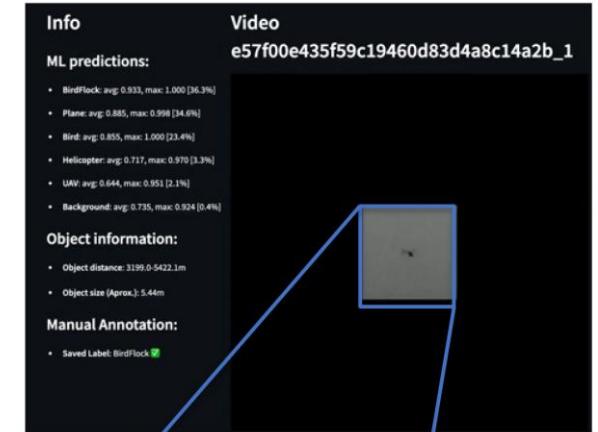 Info
ML predictions:
BirdFlock: avg: 0.933, max: 1.000 [36.3%]
Plane: avg: 0.885, max: 0.998 [34.6%]
Bird: avg: 0.855, max: 1.000 [23.4%]
Helicopter: avg: 0.717, max: 0.970 [3.3%]
UAV: avg: 0.644, max: 0.951 [2.1%]
Background: avg: 0.735, max: 0.924 [0.4%]
Object information:
Object distance: 3199.0-5422.1m
Object size (Aprox.): 5.44m
Manual Annotation:
Saved Label: BirdFlock ✅
Video
e57f00e435f59c19460d83d4a8c14a2b_1